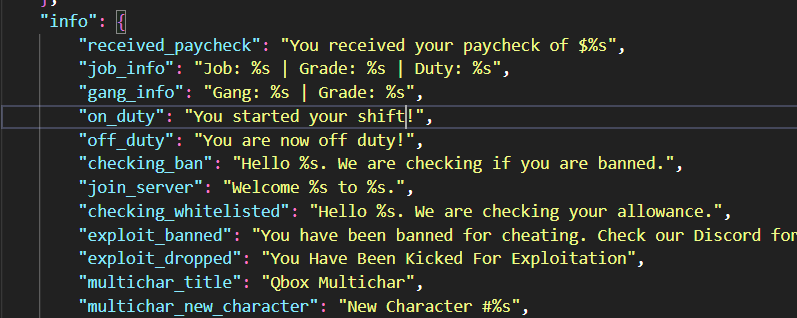 },
"info": {
"received_paycheck": "You received your paycheck of $%s",
"job_info": "Job: %s | Grade: %s | Duty: %s",
"gang_info": "Gang: %s | Grade: %s",
"on_duty": "You started your shift!",
"off_duty": "You are now off duty!",
"checking_ban": "Hello %s. We are checking if you are banned.",
"join_server": "Welcome %s to %s.",
"checking_whitelisted": "Hello %s. We are checking your allowance.",
"exploit_banned": "You have been banned for cheating. Check our Discord for
"exploit_dropped": "You Have Been Kicked For Exploitation",
"multichar_title": "Qbox Multichar",
"multichar_new_character": "New Character #%s",